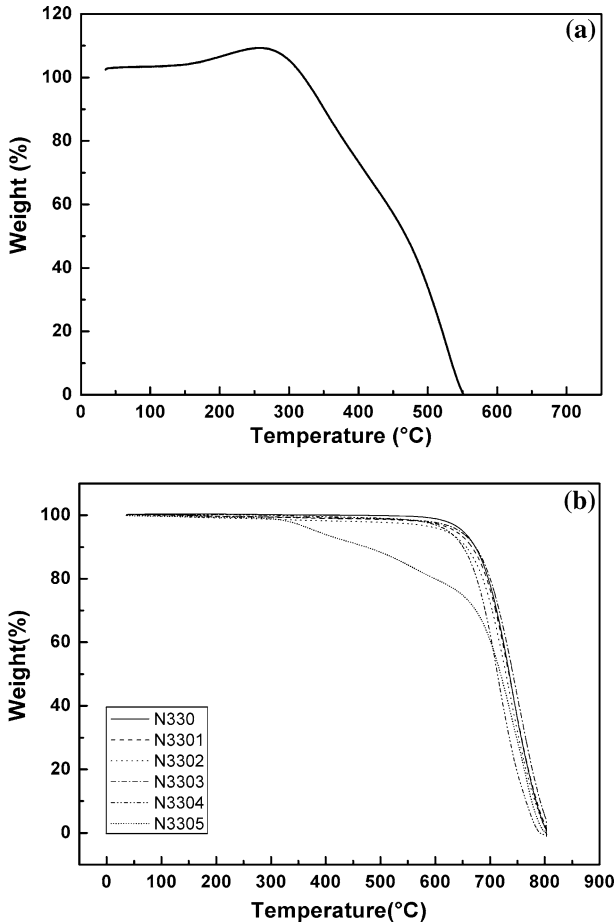 (a)
120
100
80
60
40
20
0
Weight (%)
0 100 200 300 400 500 600 700
Temperature (°C)
(b)
100
80
60
40
20
0
Weight(%)
N330
N3301
N3302
N3303
N3304
N3305
0 100 200 300 400 500 600 700 800 900
Temperature(°C)